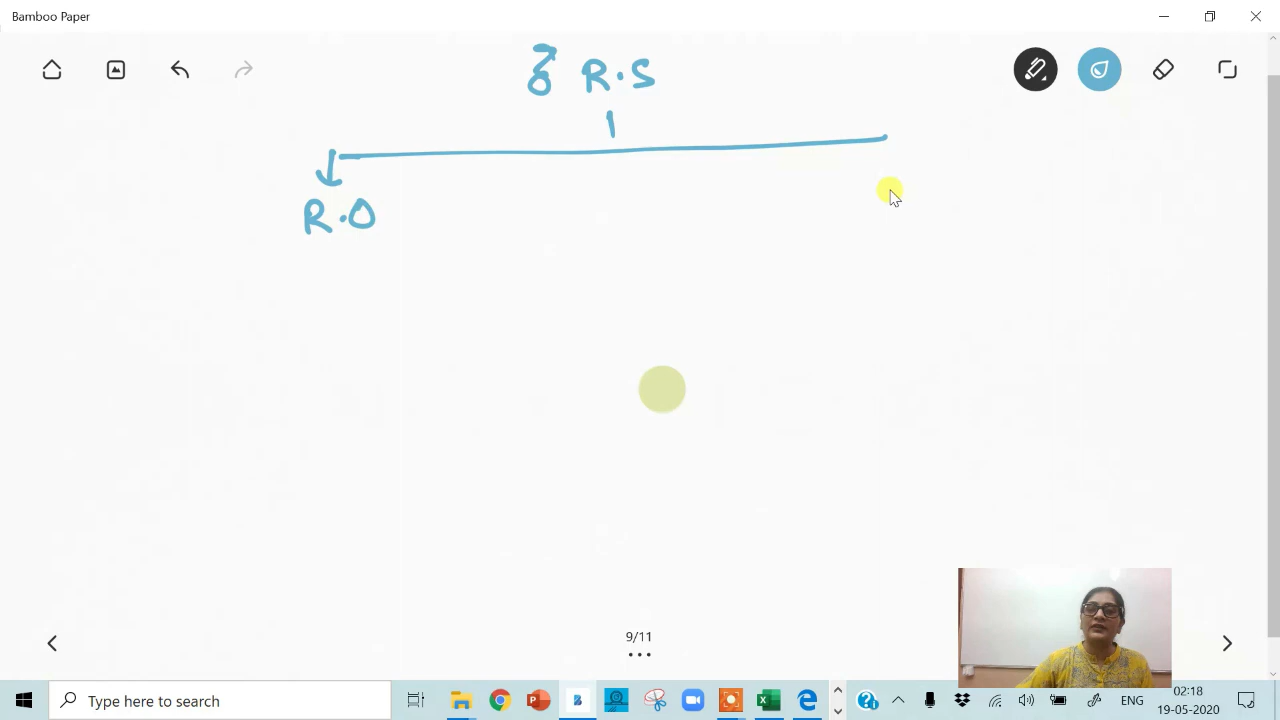 Bamboo Paper
♂ R.S
R.O
9/11
Type here to search
ENG
02:18
19-05-2020